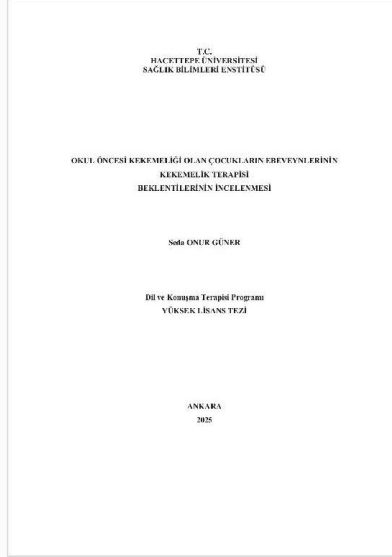 T.C.
HACETTEPE ÜNİVERSİTESİ
SAĞLIK BİLİMLERİ ENSTİTÜSÜ
OKUL ÖNCESİ KEKEMELİĞİ OLAN ÇOCUKLARIN EBEVEYNLERİNİN
KEKEMELİK TERAPİSİ
BEKLENTİLERİNİN İNCELENMESİ
Seda ONUR GÜNER
Dil ve Konuşma Terapisi Programı
YÜKSEK LİSANS TEZİ
ANKARA
2025